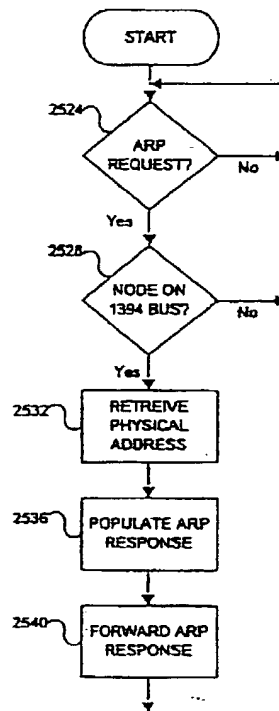 START
2524
ARP
REQUEST?
No
Yes
2528
NODE ON
1394 BUS?
No
Yes
2532
RETREIVE
PHYSICAL
ADDRESS
2536
POPULATE ARP
RESPONSE
2540
FORWARD ARP
RESPONSE